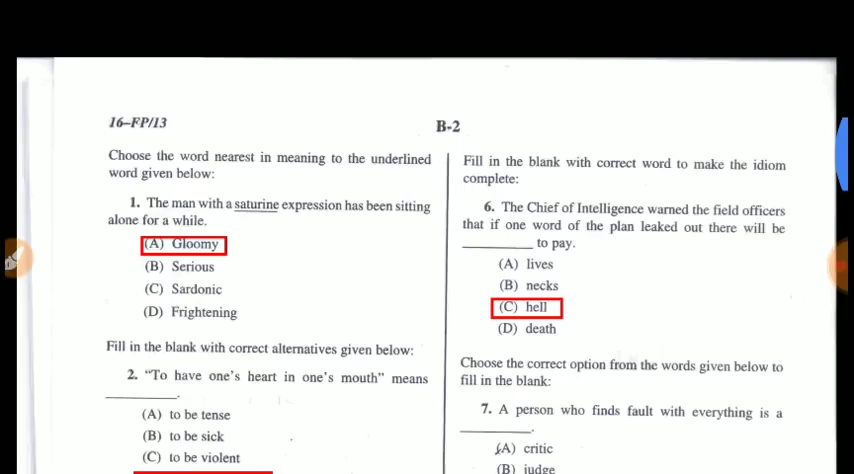 16–FP/13
B-2
Choose the word nearest in meaning to the underlined
word given below:
1. The man with a saturine expression has been sitting
alone for a while.
(A) Gloomy
(B) Serious
(C) Sardonic
(D) Frightening
Fill in the blank with correct alternatives given below:
2. “To have one’s heart in one’s mouth” means
________.
(A) to be tense
(B) to be sick
(C) to be violent
Fill in the blank with correct word to make the idiom
complete:
6. The Chief of Intelligence warned the field officers
that if one word of the plan leaked out there will be
________ to pay.
(A) lives
(B) necks
(C) hell
(D) death
Choose the correct option from the words given below to
fill in the blank:
7. A person who finds fault with everything is a
________.
(A) critic
(B) judge